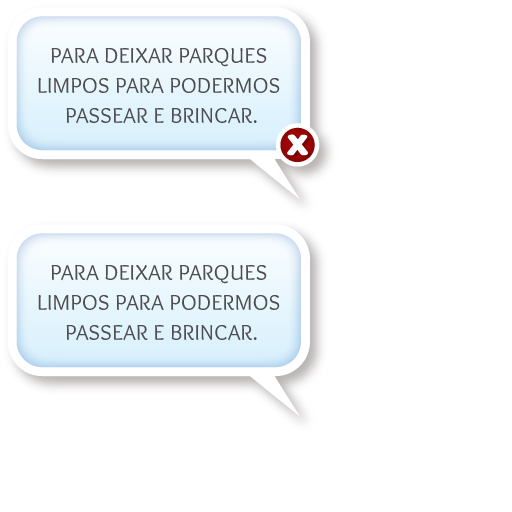 PARA DEIXAR PARQUES
LIMPOS PARA PODERMOS
PASSEAR E BRINCAR.
X
PARA DEIXAR PARQUES
LIMPOS PARA PODERMOS
PASSEAR E BRINCAR.